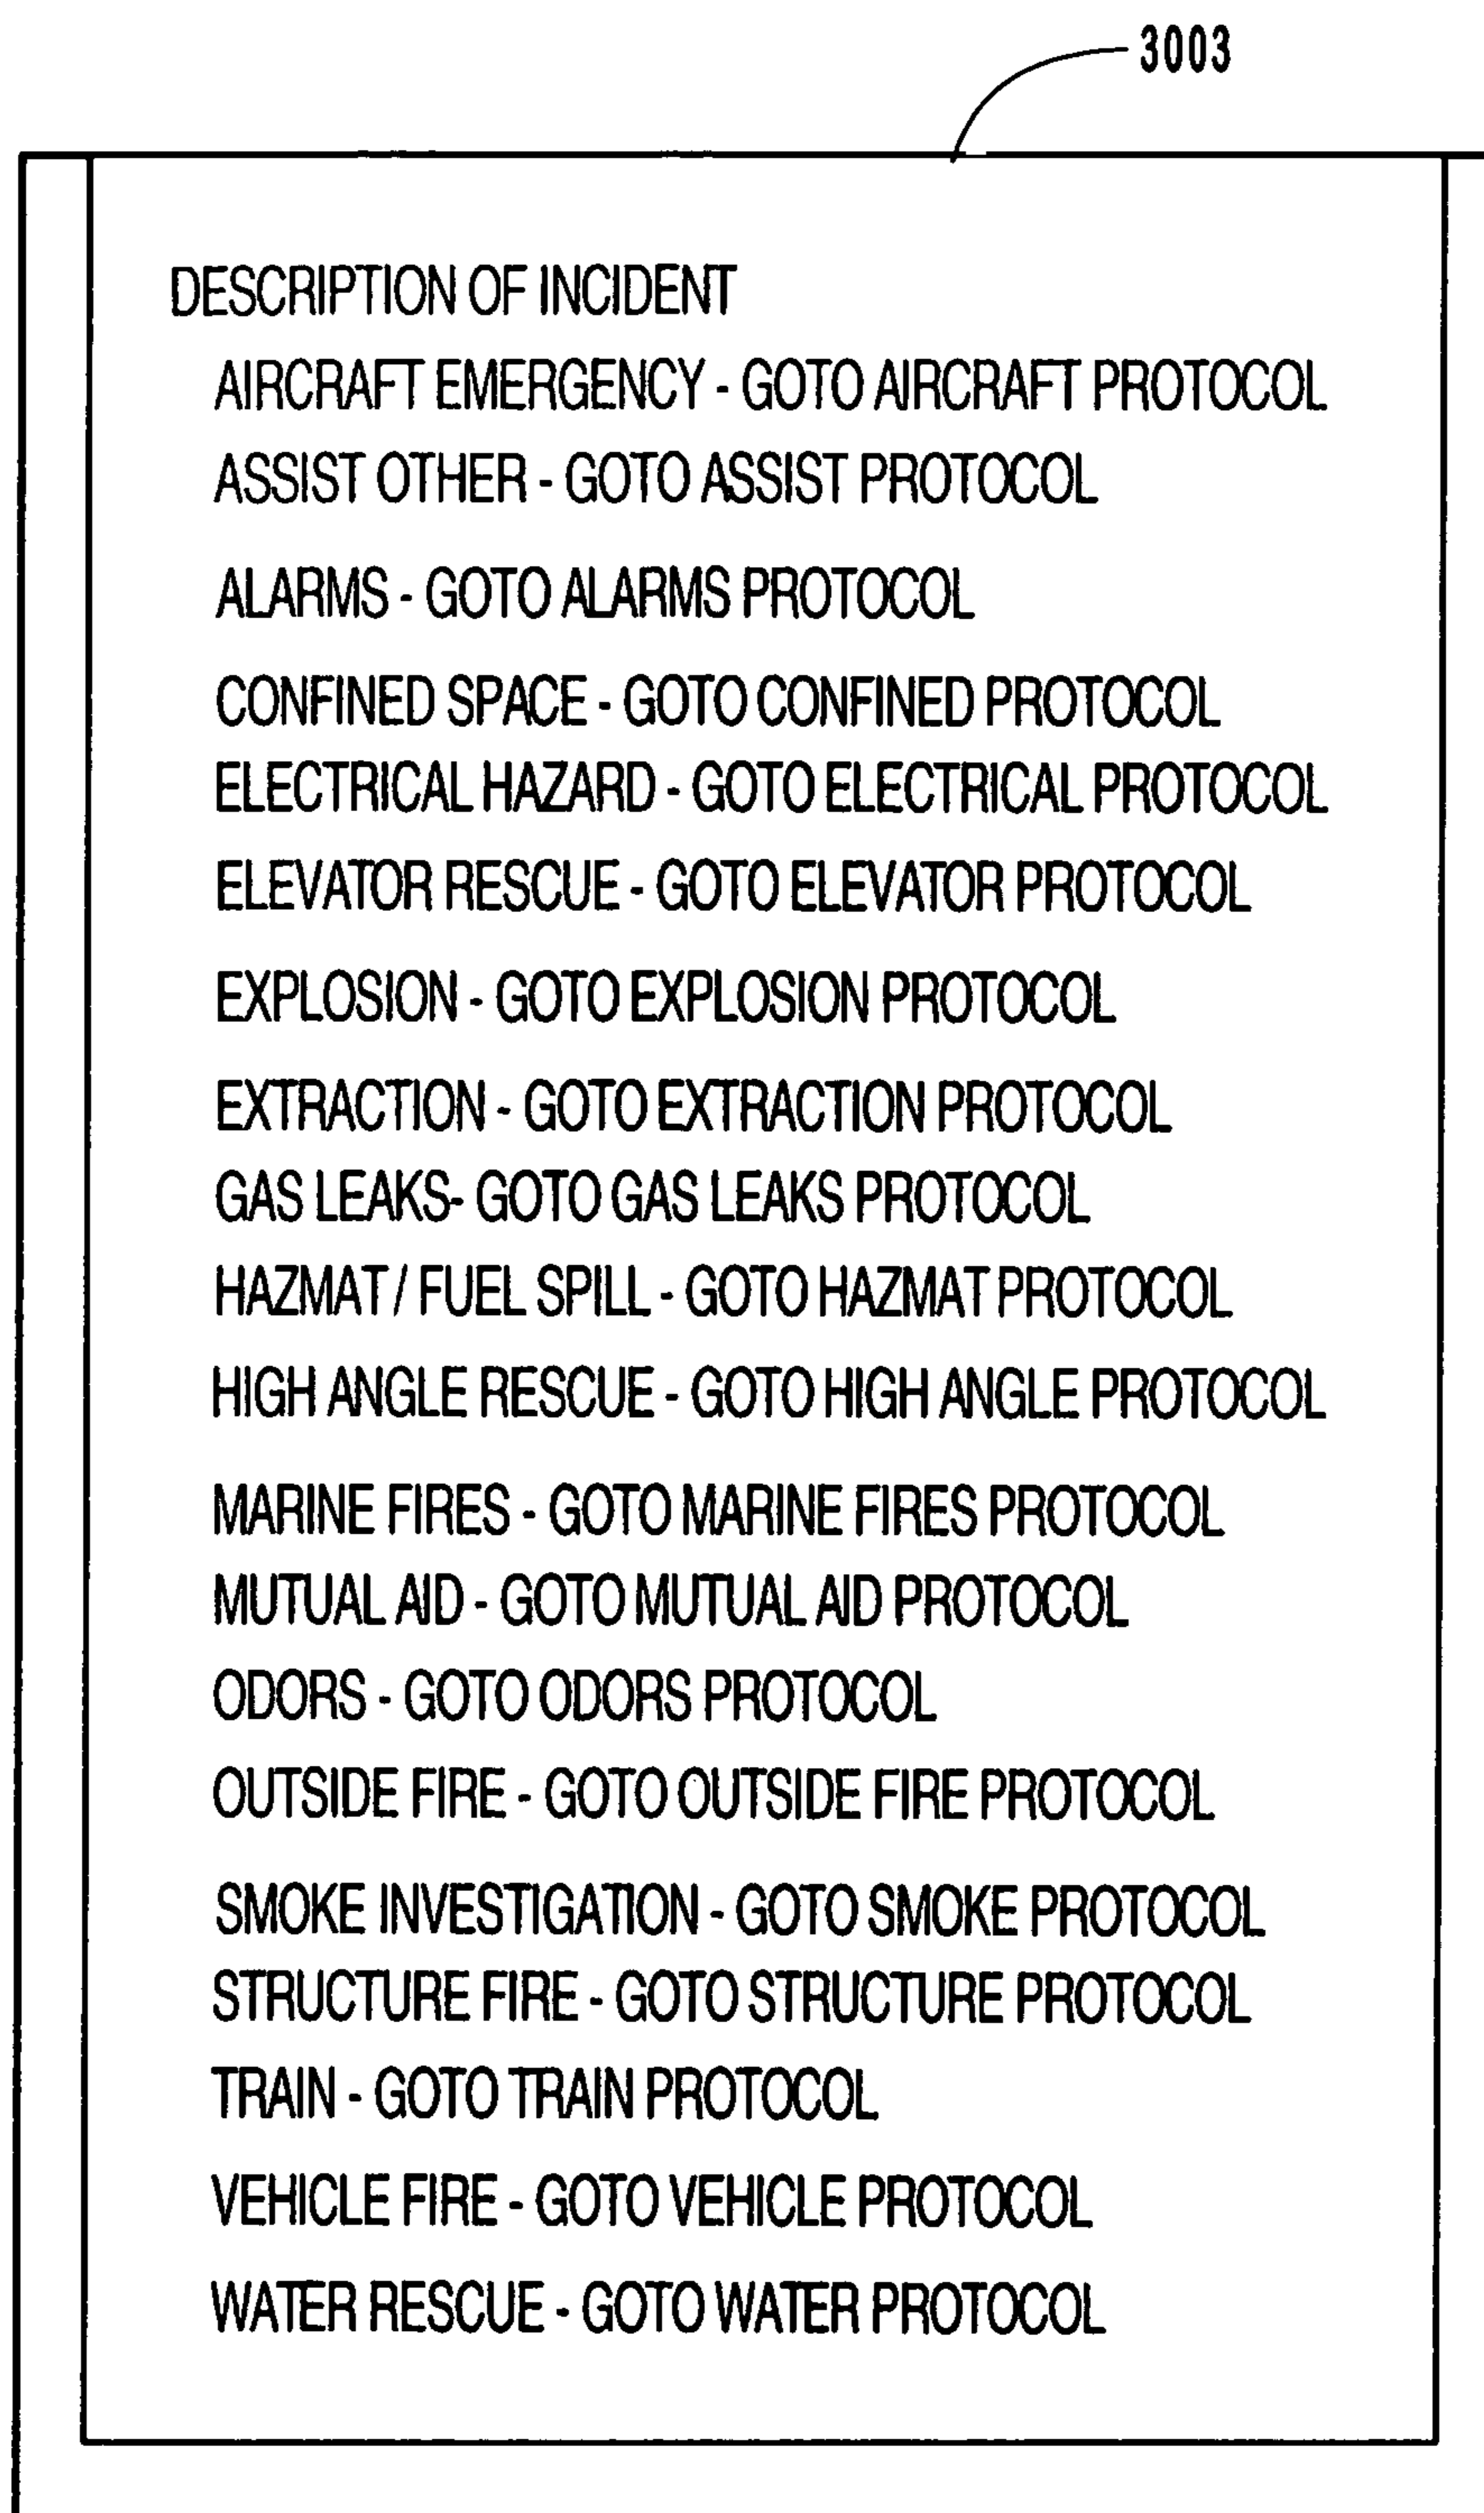 3003
DESCRIPTION OF INCIDENT
AIRCRAFT EMERGENCY - GOTO AIRCRAFT PROTOCOL
ASSIST OTHER - GOTO ASSIST PROTOCOL
ALARMS - GOTO ALARMS PROTOCOL
CONFINED SPACE - GOTO CONFINED PROTOCOL
ELECTRICAL HAZARD - GOTO ELECTRICAL PROTOCOL
ELEVATOR RESCUE - GOTO ELEVATOR PROTOCOL
EXPLOSION - GOTO EXPLOSION PROTOCOL
EXTRACTION - GOTO EXTRACTION PROTOCOL
GAS LEAKS- GOTO GAS LEAKS PROTOCOL
HAZMAT / FUEL SPILL - GOTO HAZMAT PROTOCOL
HIGH ANGLE RESCUE - GOTO HIGH ANGLE PROTOCOL
MARINE FIRES - GOTO MARINE FIRES PROTOCOL
MUTUAL AID - GOTO MUTUAL AID PROTOCOL
ODORS - GOTO ODORS PROTOCOL
OUTSIDE FIRE - GOTO OUTSIDE FIRE PROTOCOL
SMOKE INVESTIGATION - GOTO SMOKE PROTOCOL
STRUCTURE FIRE - GOTO STRUCTURE PROTOCOL
TRAIN - GOTO TRAIN PROTOCOL
VEHICLE FIRE - GOTO VEHICLE PROTOCOL
WATER RESCUE - GOTO WATER PROTOCOL